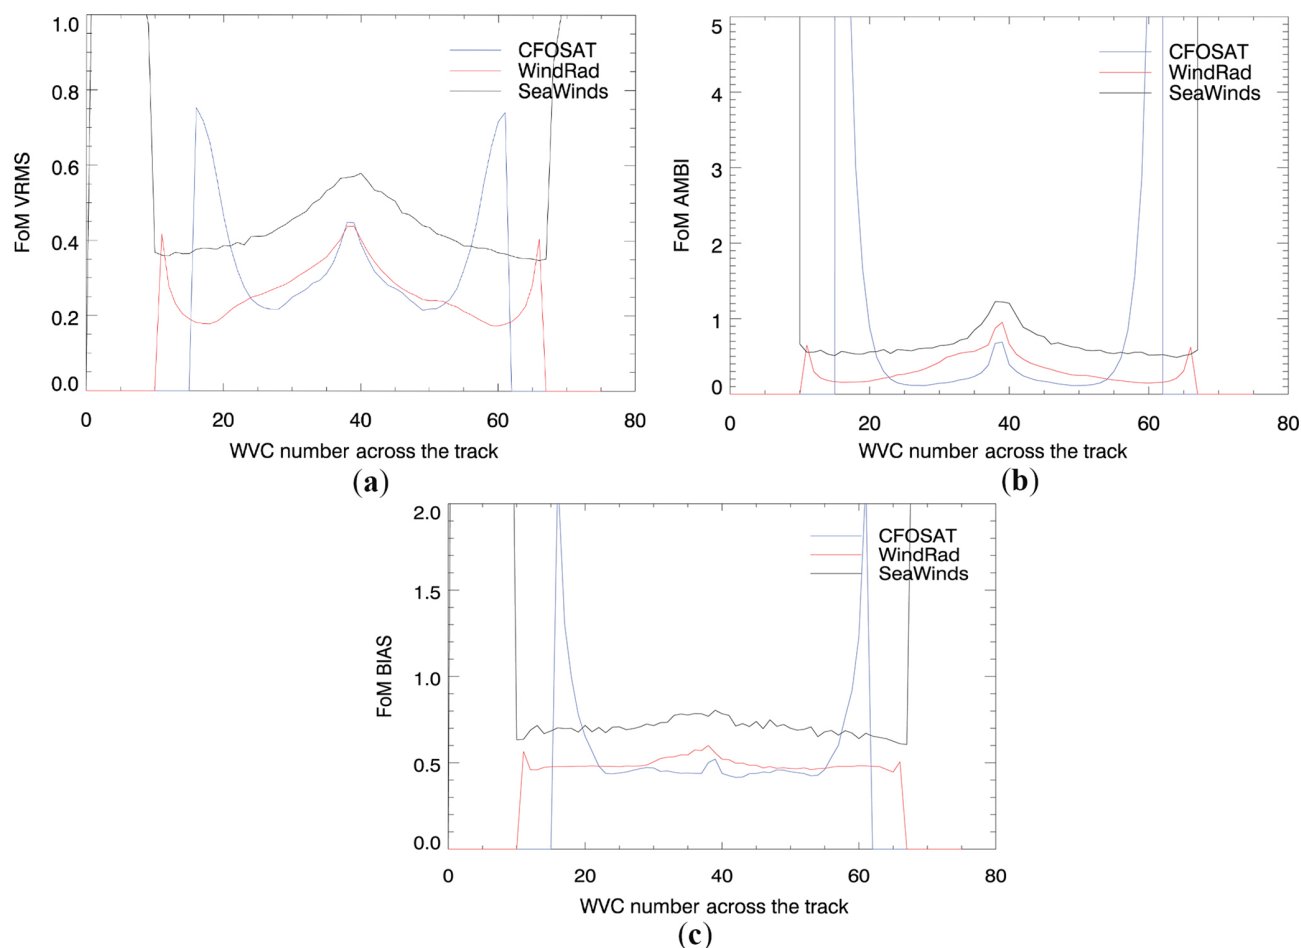 1.0
0.8
0.6
0.4
0.2
0.0
FoM VRMS
CFOSAT
WindRad
SeaWinds
0 20 40 60 80
WVC number across the track
(a)
5
4
3
2
1
0
FoM AMBI
CFOSAT
WindRad
SeaWinds
0 20 40 60 80
WVC number across the track
(b)
2.0
1.5
1.0
0.5
0.0
FoM BIAS
CFOSAT
WindRad
SeaWinds
0 20 40 60 80
WVC number across the track
(c)